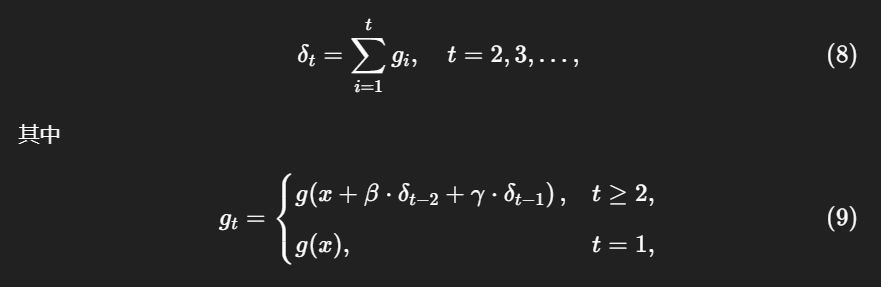 δ_t = ∑_{i=1}^{t} g_i, t = 2, 3, …, (8)
其中
g_t = { g(x + β · δ_{t−2} + γ · δ_{t−1}), t ≥ 2,
g(x), t = 1, (9)